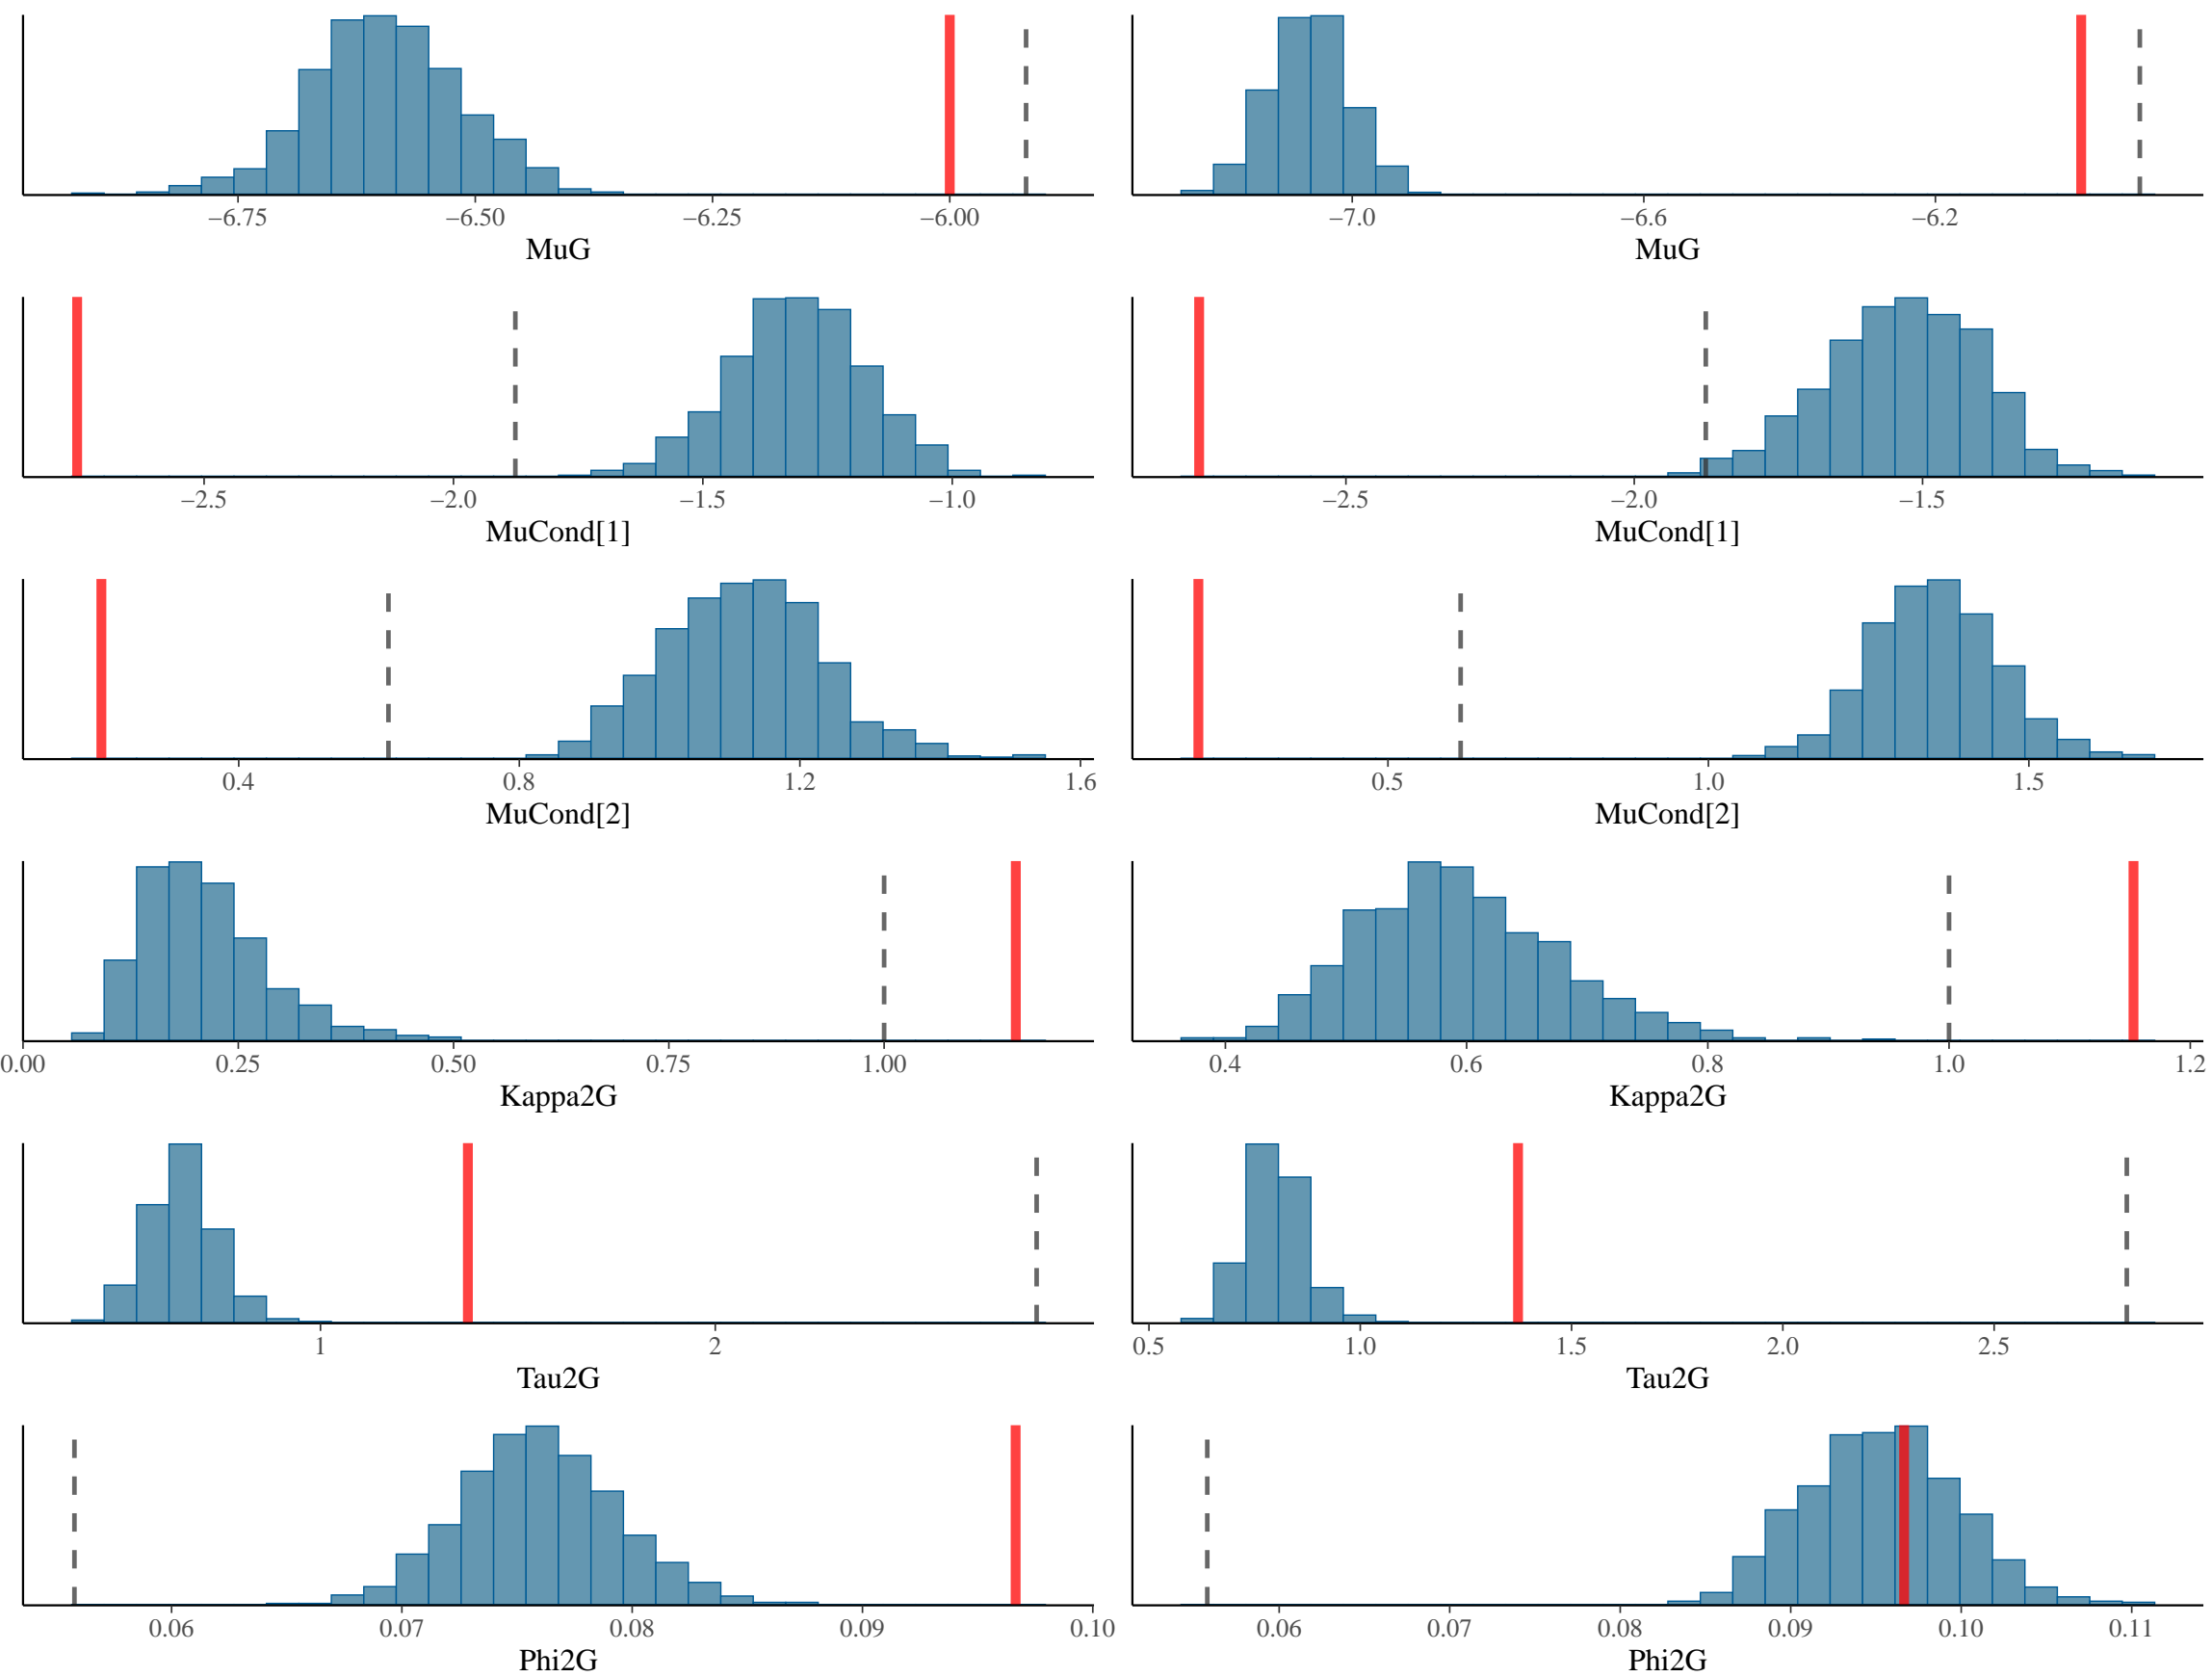 −6.75 −6.50 −6.25 −6.00
MuG
−7.0 −6.6 −6.2
MuG
−2.5 −2.0 −1.5 −1.0
MuCond[1]
−2.5 −2.0 −1.5
MuCond[1]
0.4 0.8 1.2 1.6
MuCond[2]
0.5 1.0 1.5
MuCond[2]
0.00 0.25 0.50 0.75 1.00
Kappa2G
0.4 0.6 0.8 1.0 1.2
Kappa2G
1 2
Tau2G
0.5 1.0 1.5 2.0 2.5
Tau2G
0.06 0.07 0.08 0.09 0.10
Phi2G
0.06 0.07 0.08 0.09 0.10 0.11
Phi2G